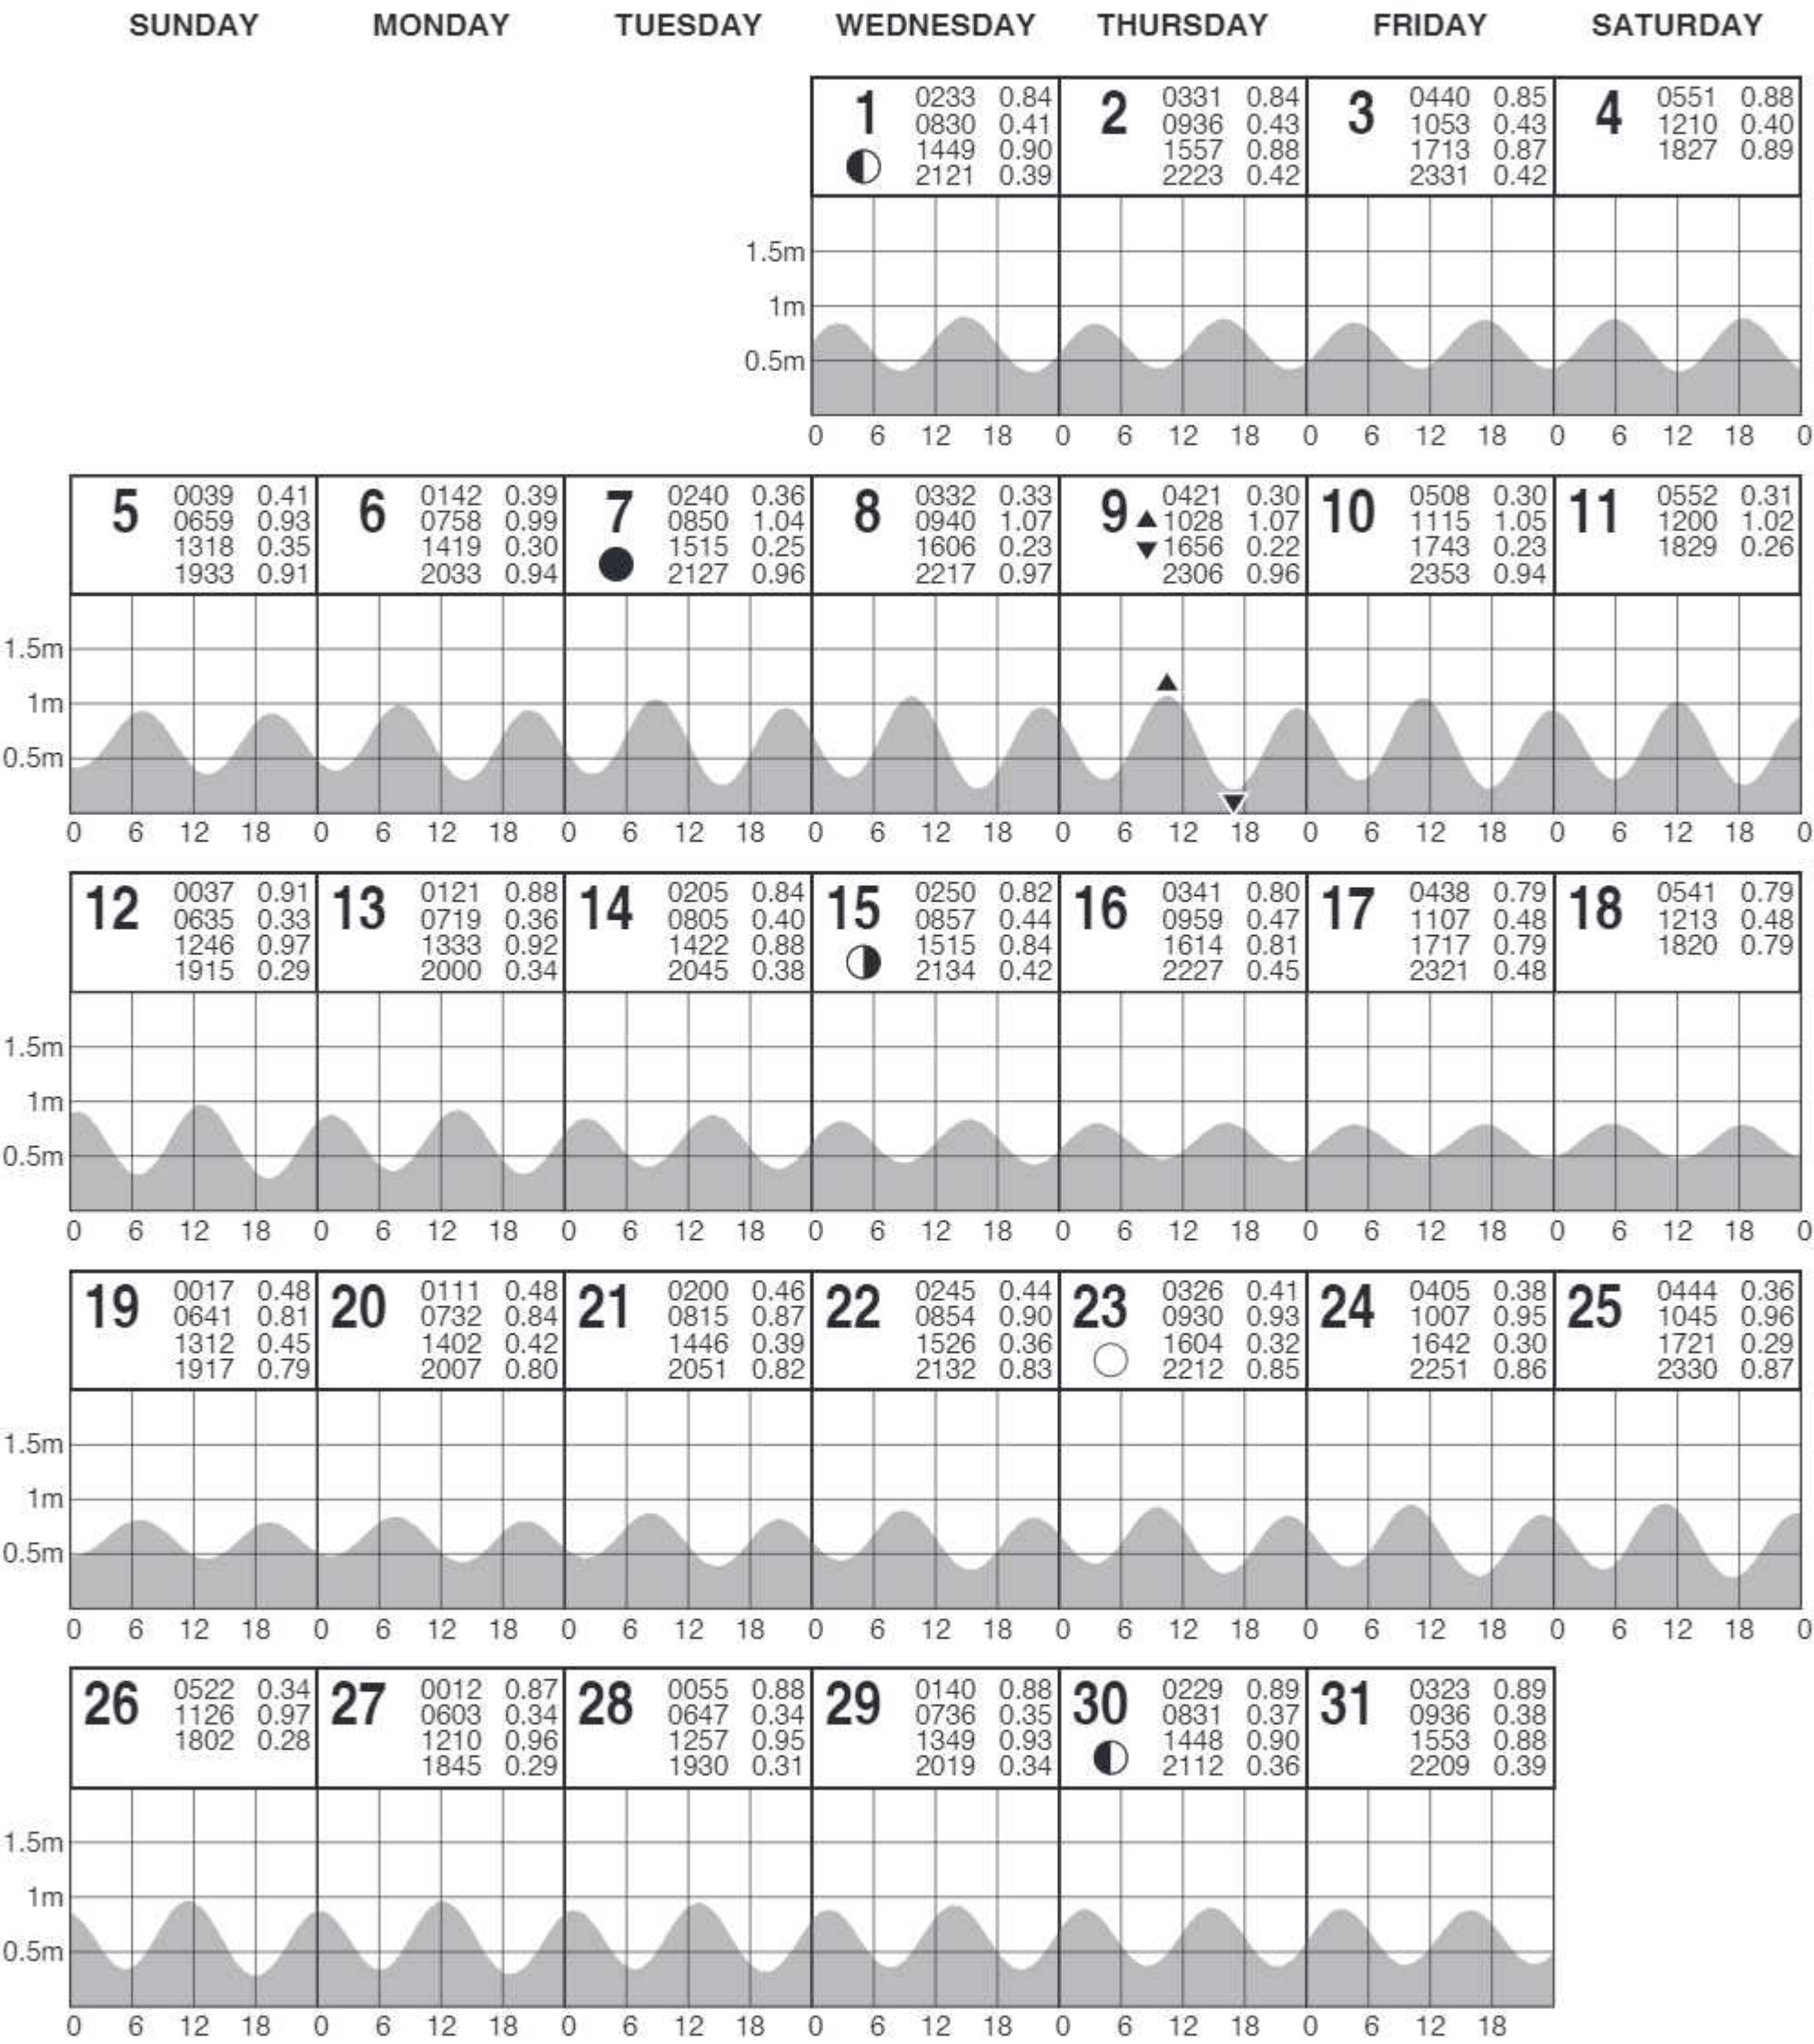 SUNDAY MONDAY TUESDAY WEDNESDAY THURSDAY FRIDAY SATURDAY
1 0233 0.84 2 0331 0.84 3 0440 0.85 4 0551 0.88
0830 0.41 0936 0.43 1053 0.43 1210 0.40
1449 0.90 1557 0.88 1713 0.87 1827 0.89
2121 0.39 2223 0.42 2331 0.42
1.5m
1m
0.5m
0 6 12 18 0 6 12 18 0 6 12 18 0 6 12 18 0
5 0039 0.41 6 0142 0.39 7 0240 0.36 8 0332 0.33 9 0421 0.30 10 0508 0.30 11 0552 0.31
0659 0.93 0758 0.99 0850 1.04 0940 1.07 1028 1.07 1115 1.05 1200 1.02
1318 0.35 1419 0.30 1515 0.25 1606 0.23 1656 0.22 1743 0.23 1829 0.26
1933 0.91 2033 0.94 2127 0.96 2217 0.97 2306 0.96 2353 0.94
1.5m
1m
0.5m
0 6 12 18 0 6 12 18 0 6 12 18 0 6 12 18 0 6 12 18 0 6 12 18 0 6 12 18 0
12 0037 0.91 13 0121 0.88 14 0205 0.84 15 0250 0.82 16 0341 0.80 17 0438 0.79 18 0541 0.79
0635 0.33 0719 0.36 0805 0.40 0857 0.44 0959 0.47 1107 0.48 1213 0.48
1246 0.97 1333 0.92 1422 0.88 1515 0.84 1614 0.81 1717 0.79 1820 0.79
1915 0.29 2000 0.34 2045 0.38 2134 0.42 2227 0.45 2321 0.48
1.5m
1m
0.5m
0 6 12 18 0 6 12 18 0 6 12 18 0 6 12 18 0 6 12 18 0 6 12 18 0 6 12 18 0
19 0017 0.48 20 0111 0.48 21 0200 0.46 22 0245 0.44 23 0326 0.41 24 0405 0.38 25 0444 0.36
0641 0.81 0732 0.84 0815 0.87 0854 0.90 0930 0.93 1007 0.95 1045 0.96
1312 0.45 1402 0.42 1446 0.39 1526 0.36 1604 0.32 1642 0.30 1721 0.29
1917 0.79 2007 0.80 2051 0.82 2132 0.83 2212 0.85 2251 0.86 2330 0.87
1.5m
1m
0.5m
0 6 12 18 0 6 12 18 0 6 12 18 0 6 12 18 0 6 12 18 0 6 12 18 0 6 12 18 0
26 0522 0.34 27 0012 0.87 28 0055 0.88 29 0140 0.88 30 0229 0.89 31 0323 0.89
1126 0.97 0603 0.34 0647 0.34 0736 0.35 0831 0.37 0936 0.38
1802 0.28 1210 0.96 1257 0.95 1349 0.93 1448 0.90 1553 0.88
1845 0.29 1930 0.31 2019 0.34 2112 0.36 2209 0.39
1.5m
1m
0.5m
0 6 12 18 0 6 12 18 0 6 12 18 0 6 12 18 0 6 12 18 0 6 12 18